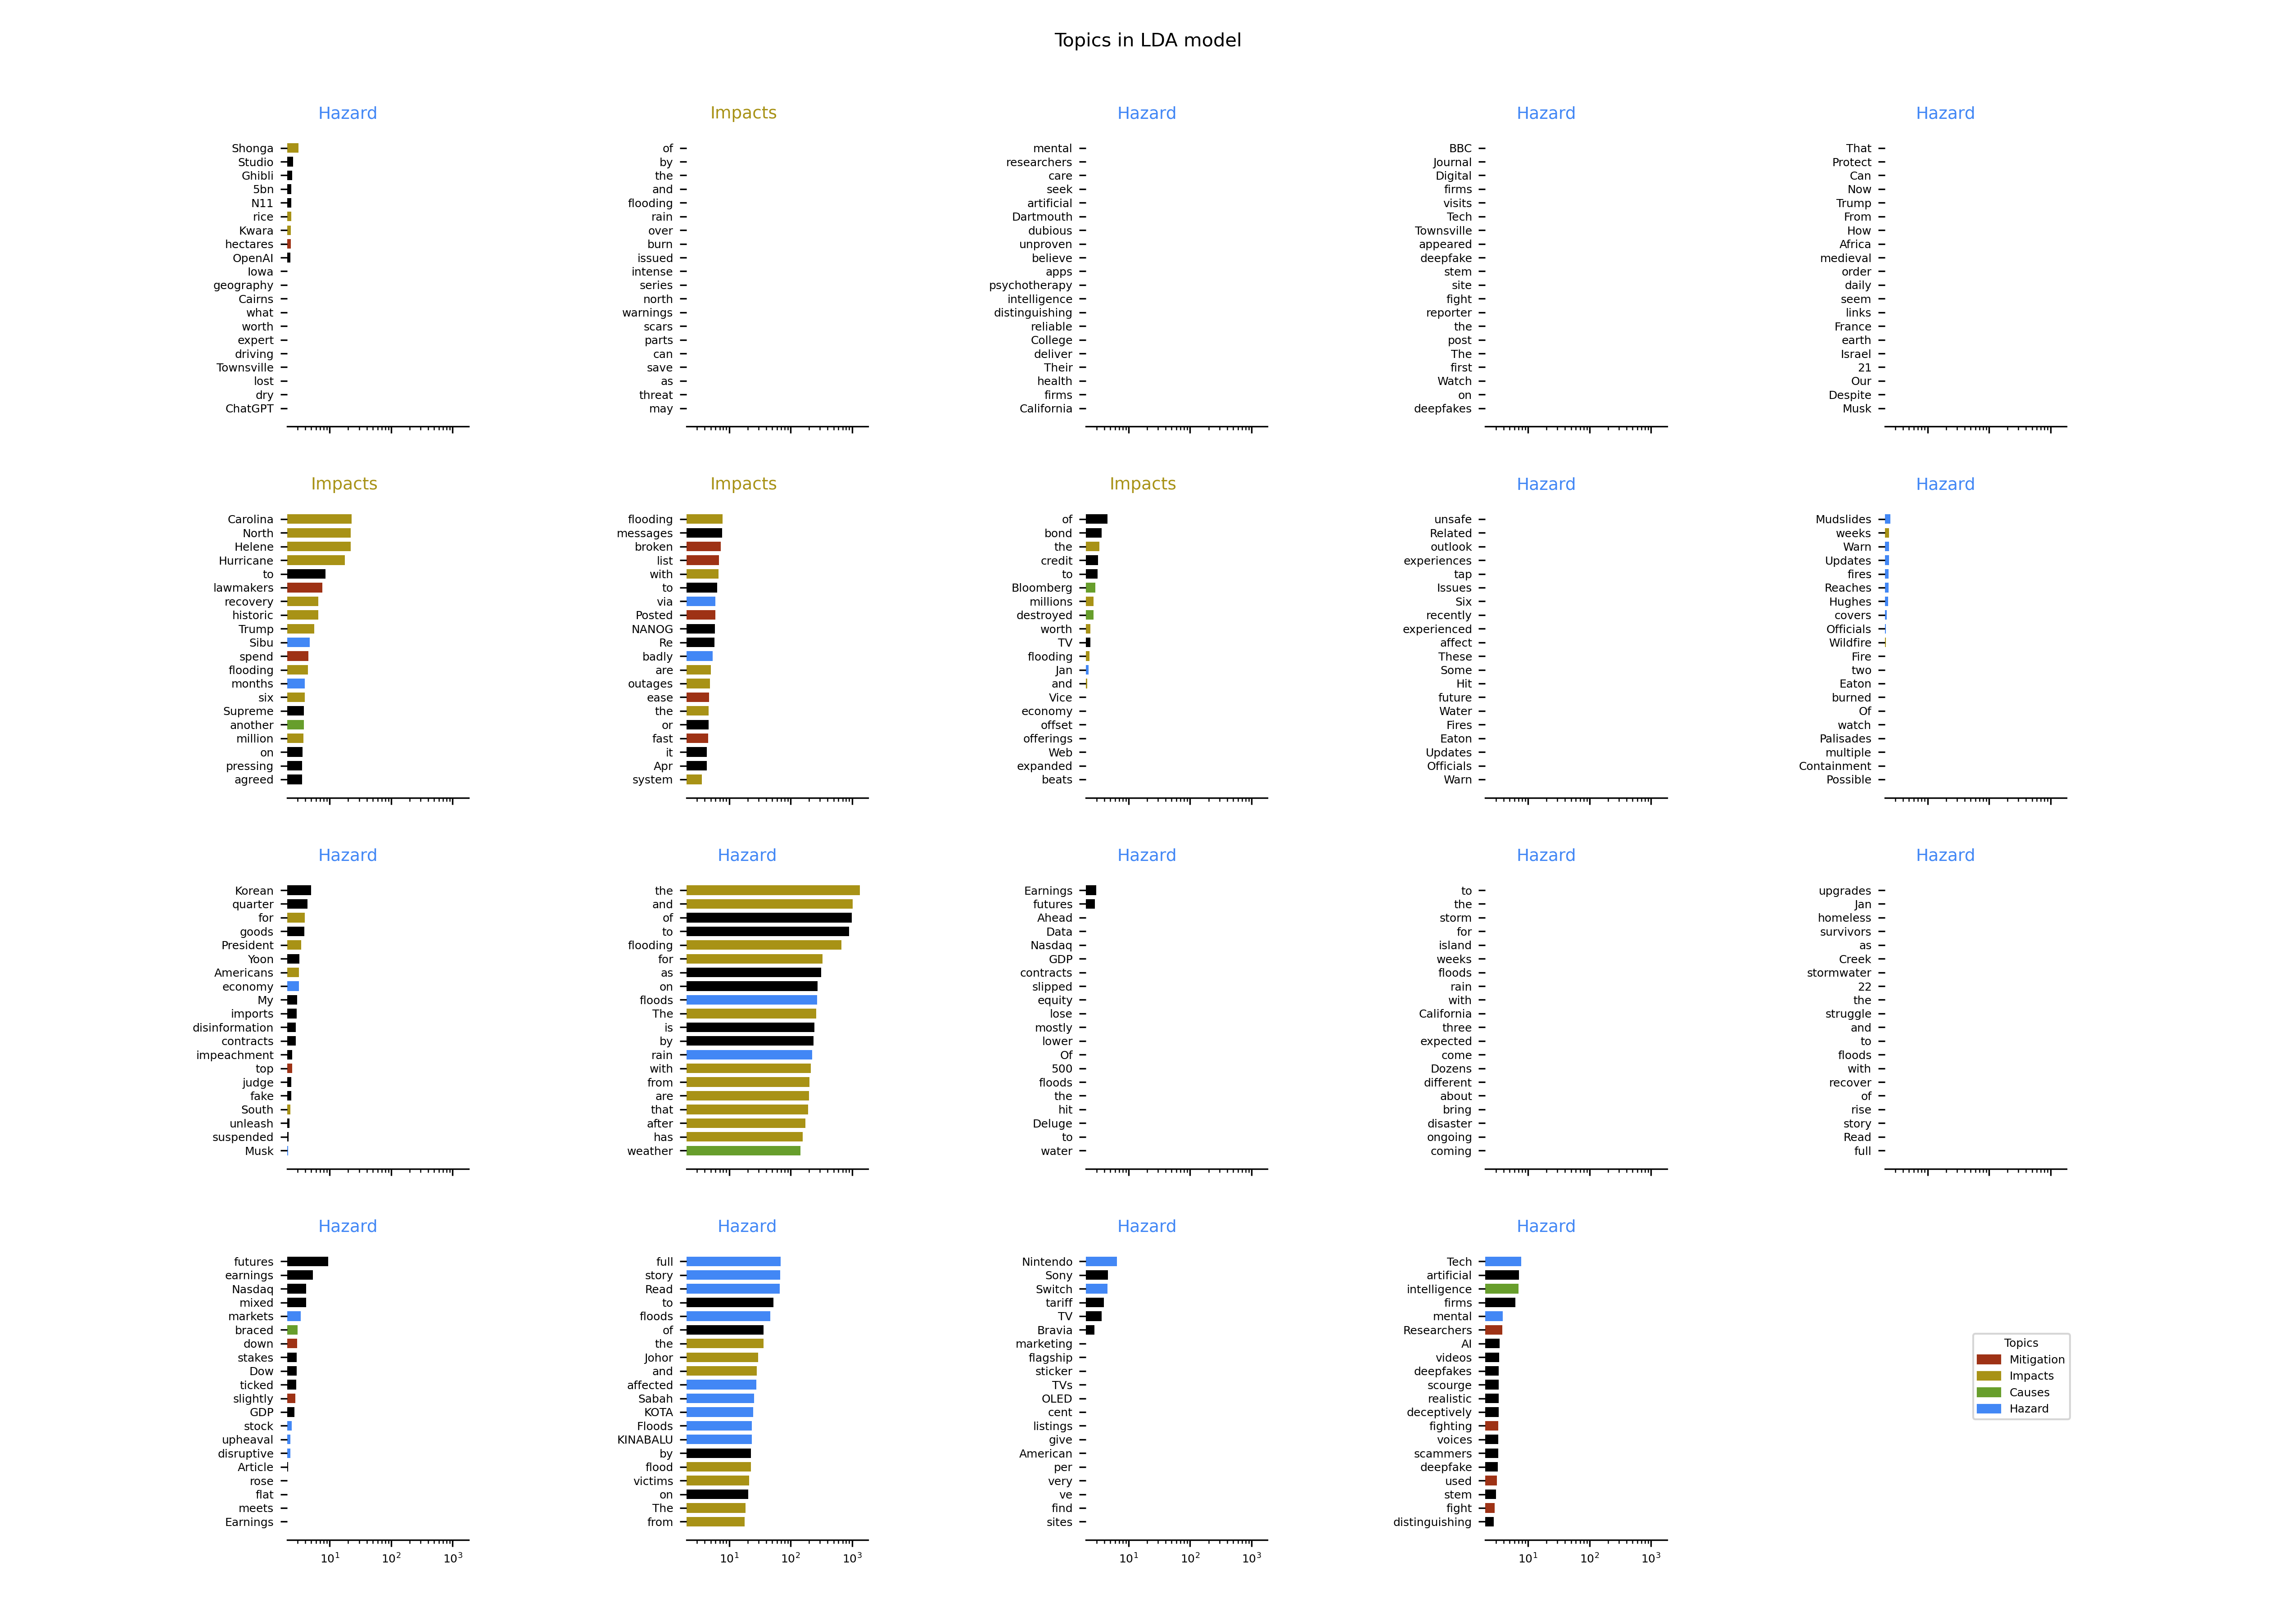 Topics in LDA model
Hazard
Shonga
Studio
Ghibli
5bn
N11
rice
Kwara
hectares
OpenAI
Iowa
geography
Cairns
what
worth
expert
driving
Townsville
lost
dry
ChatGPT
Impacts
of
by
the
and
flooding
rain
over
burn
issued
intense
series
north
warnings
scars
parts
can
save
as
threat
may
Hazard
mental
researchers
care
seek
artificial
Dartmouth
dubious
unproven
believe
apps
psychotherapy
intelligence
distinguishing
reliable
College
deliver
Their
health
firms
California
Hazard
BBC
Journal
Digital
firms
visits
Tech
Townsville
appeared
deepfake
stem
site
fight
reporter
the
post
The
first
Watch
on
deepfakes
Hazard
That
Protect
Can
Now
Trump
From
How
Africa
medieval
order
daily
seem
links
France
earth
Israel
21
Our
Despite
Musk
Impacts
Carolina
North
Helene
Hurricane
to
lawmakers
recovery
historic
Trump
Sibu
spend
flooding
months
six
Supreme
another
million
on
pressing
agreed
Impacts
flooding
messages
broken
list
with
to
via
Posted
NANOG
Re
badly
are
outages
ease
the
or
fast
it
Apr
system
Impacts
of
bond
the
credit
to
Bloomberg
millions
destroyed
worth
TV
flooding
Jan
and
Vice
economy
offset
offerings
Web
expanded
beats
Hazard
unsafe
Related
outlook
experiences
tap
Issues
Six
recently
experienced
affect
These
Some
Hit
future
Water
Fires
Eaton
Updates
Officials
Warn
Hazard
Mudslides
weeks
Warn
Updates
fires
Reaches
Hughes
covers
Officials
Wildfire
Fire
two
Eaton
burned
Of
watch
Palisades
multiple
Containment
Possible
Hazard
Korean
quarter
for
goods
President
Yoon
Americans
economy
My
imports
disinformation
contracts
impeachment
top
judge
fake
South
unleash
suspended
Musk
Hazard
the
and
of
to
flooding
for
as
on
floods
The
is
by
rain
with
from
are
that
after
has
weather
Hazard
Earnings
futures
Ahead
Data
Nasdaq
GDP
contracts
slipped
equity
lose
mostly
lower
Of
500
floods
the
hit
Deluge
to
water
Hazard
to
the
storm
for
island
weeks
floods
rain
with
California
three
expected
come
Dozens
different
about
bring
disaster
ongoing
coming
Hazard
upgrades
Jan
homeless
survivors
as
Creek
stormwater
22
the
struggle
and
to
floods
with
recover
of
rise
story
Read
full
Hazard
futures
earnings
Nasdaq
mixed
markets
braced
down
stakes
Dow
ticked
slightly
GDP
stock
upheaval
disruptive
Article
rose
flat
meets
Earnings
10¹ 10² 10³
Hazard
full
story
Read
to
floods
of
the
Johor
and
affected
Sabah
KOTA
Floods
KINABALU
by
flood
victims
on
The
from
10¹ 10² 10³
Hazard
Nintendo
Sony
Switch
tariff
TV
Bravia
marketing
flagship
sticker
TVs
OLED
cent
listings
give
American
per
very
ve
find
sites
10¹ 10² 10³
Hazard
Tech
artificial
intelligence
firms
mental
Researchers
AI
videos
deepfakes
scourge
realistic
deceptively
fighting
voices
scammers
deepfake
used
stem
fight
distinguishing
10¹ 10² 10³
Topics
Mitigation
Impacts
Causes
Hazard